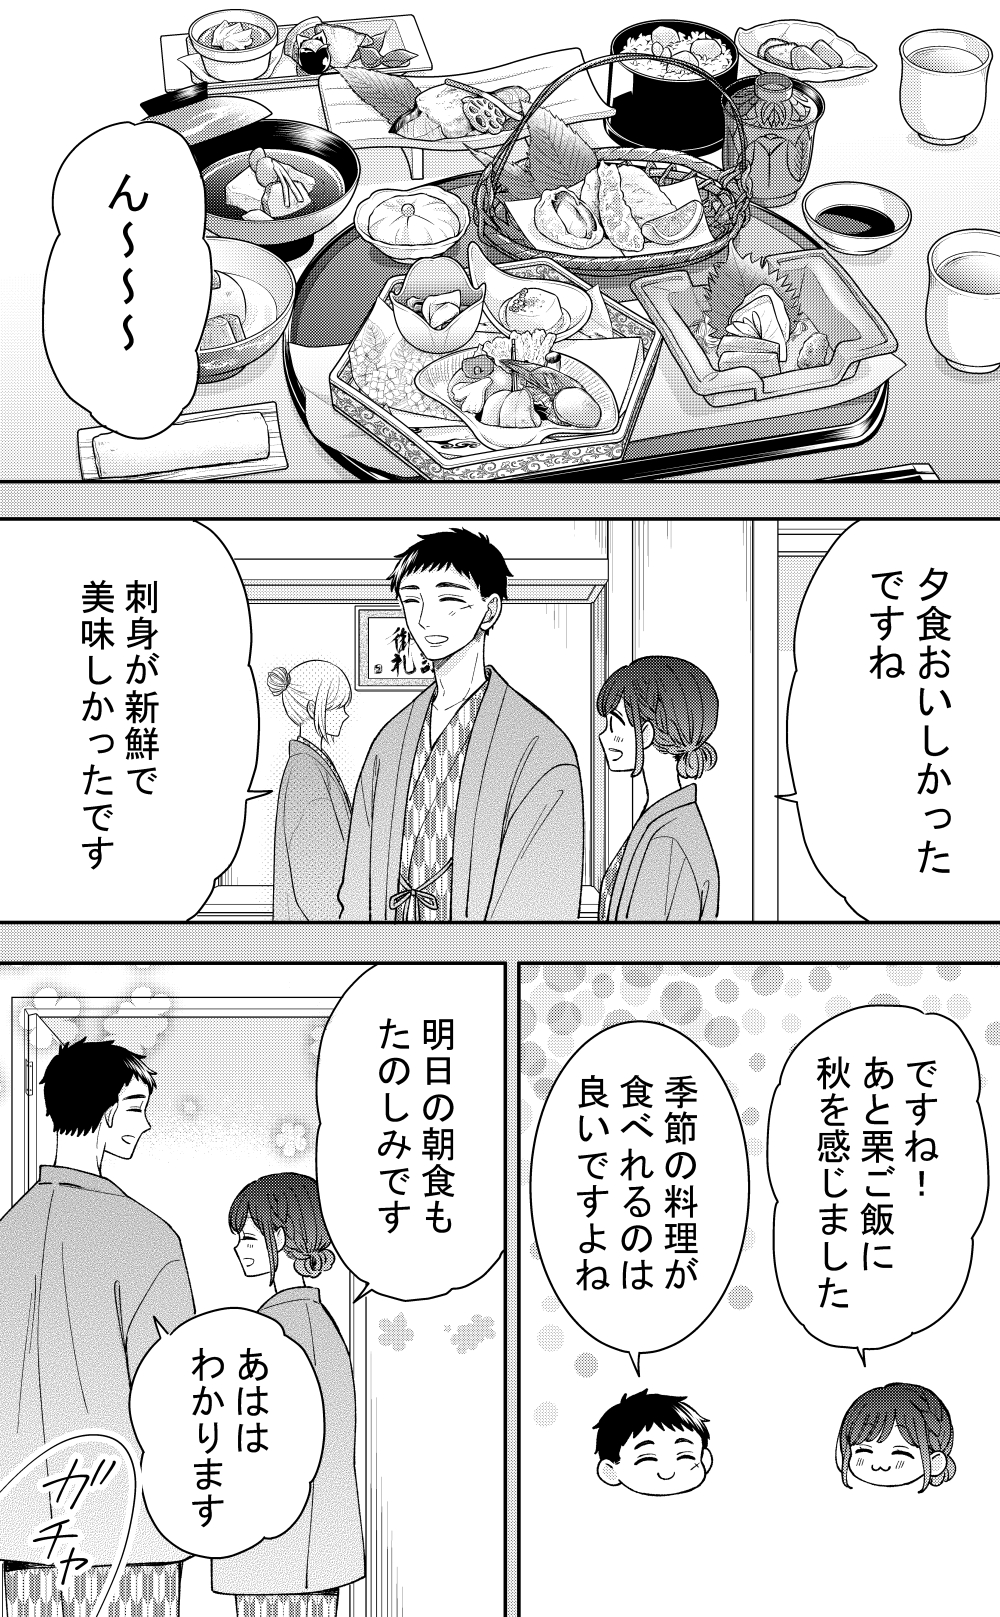 ん～～～
夕食おいしかった
ですね
刺身が新鮮で
美味しかったです
御礼
ですね！
あと栗ご飯に
秋を感じました
季節の料理が
食べれるのは
良いですよね
明日の朝食も
たのしみです
あはは
わかります
ガチャ